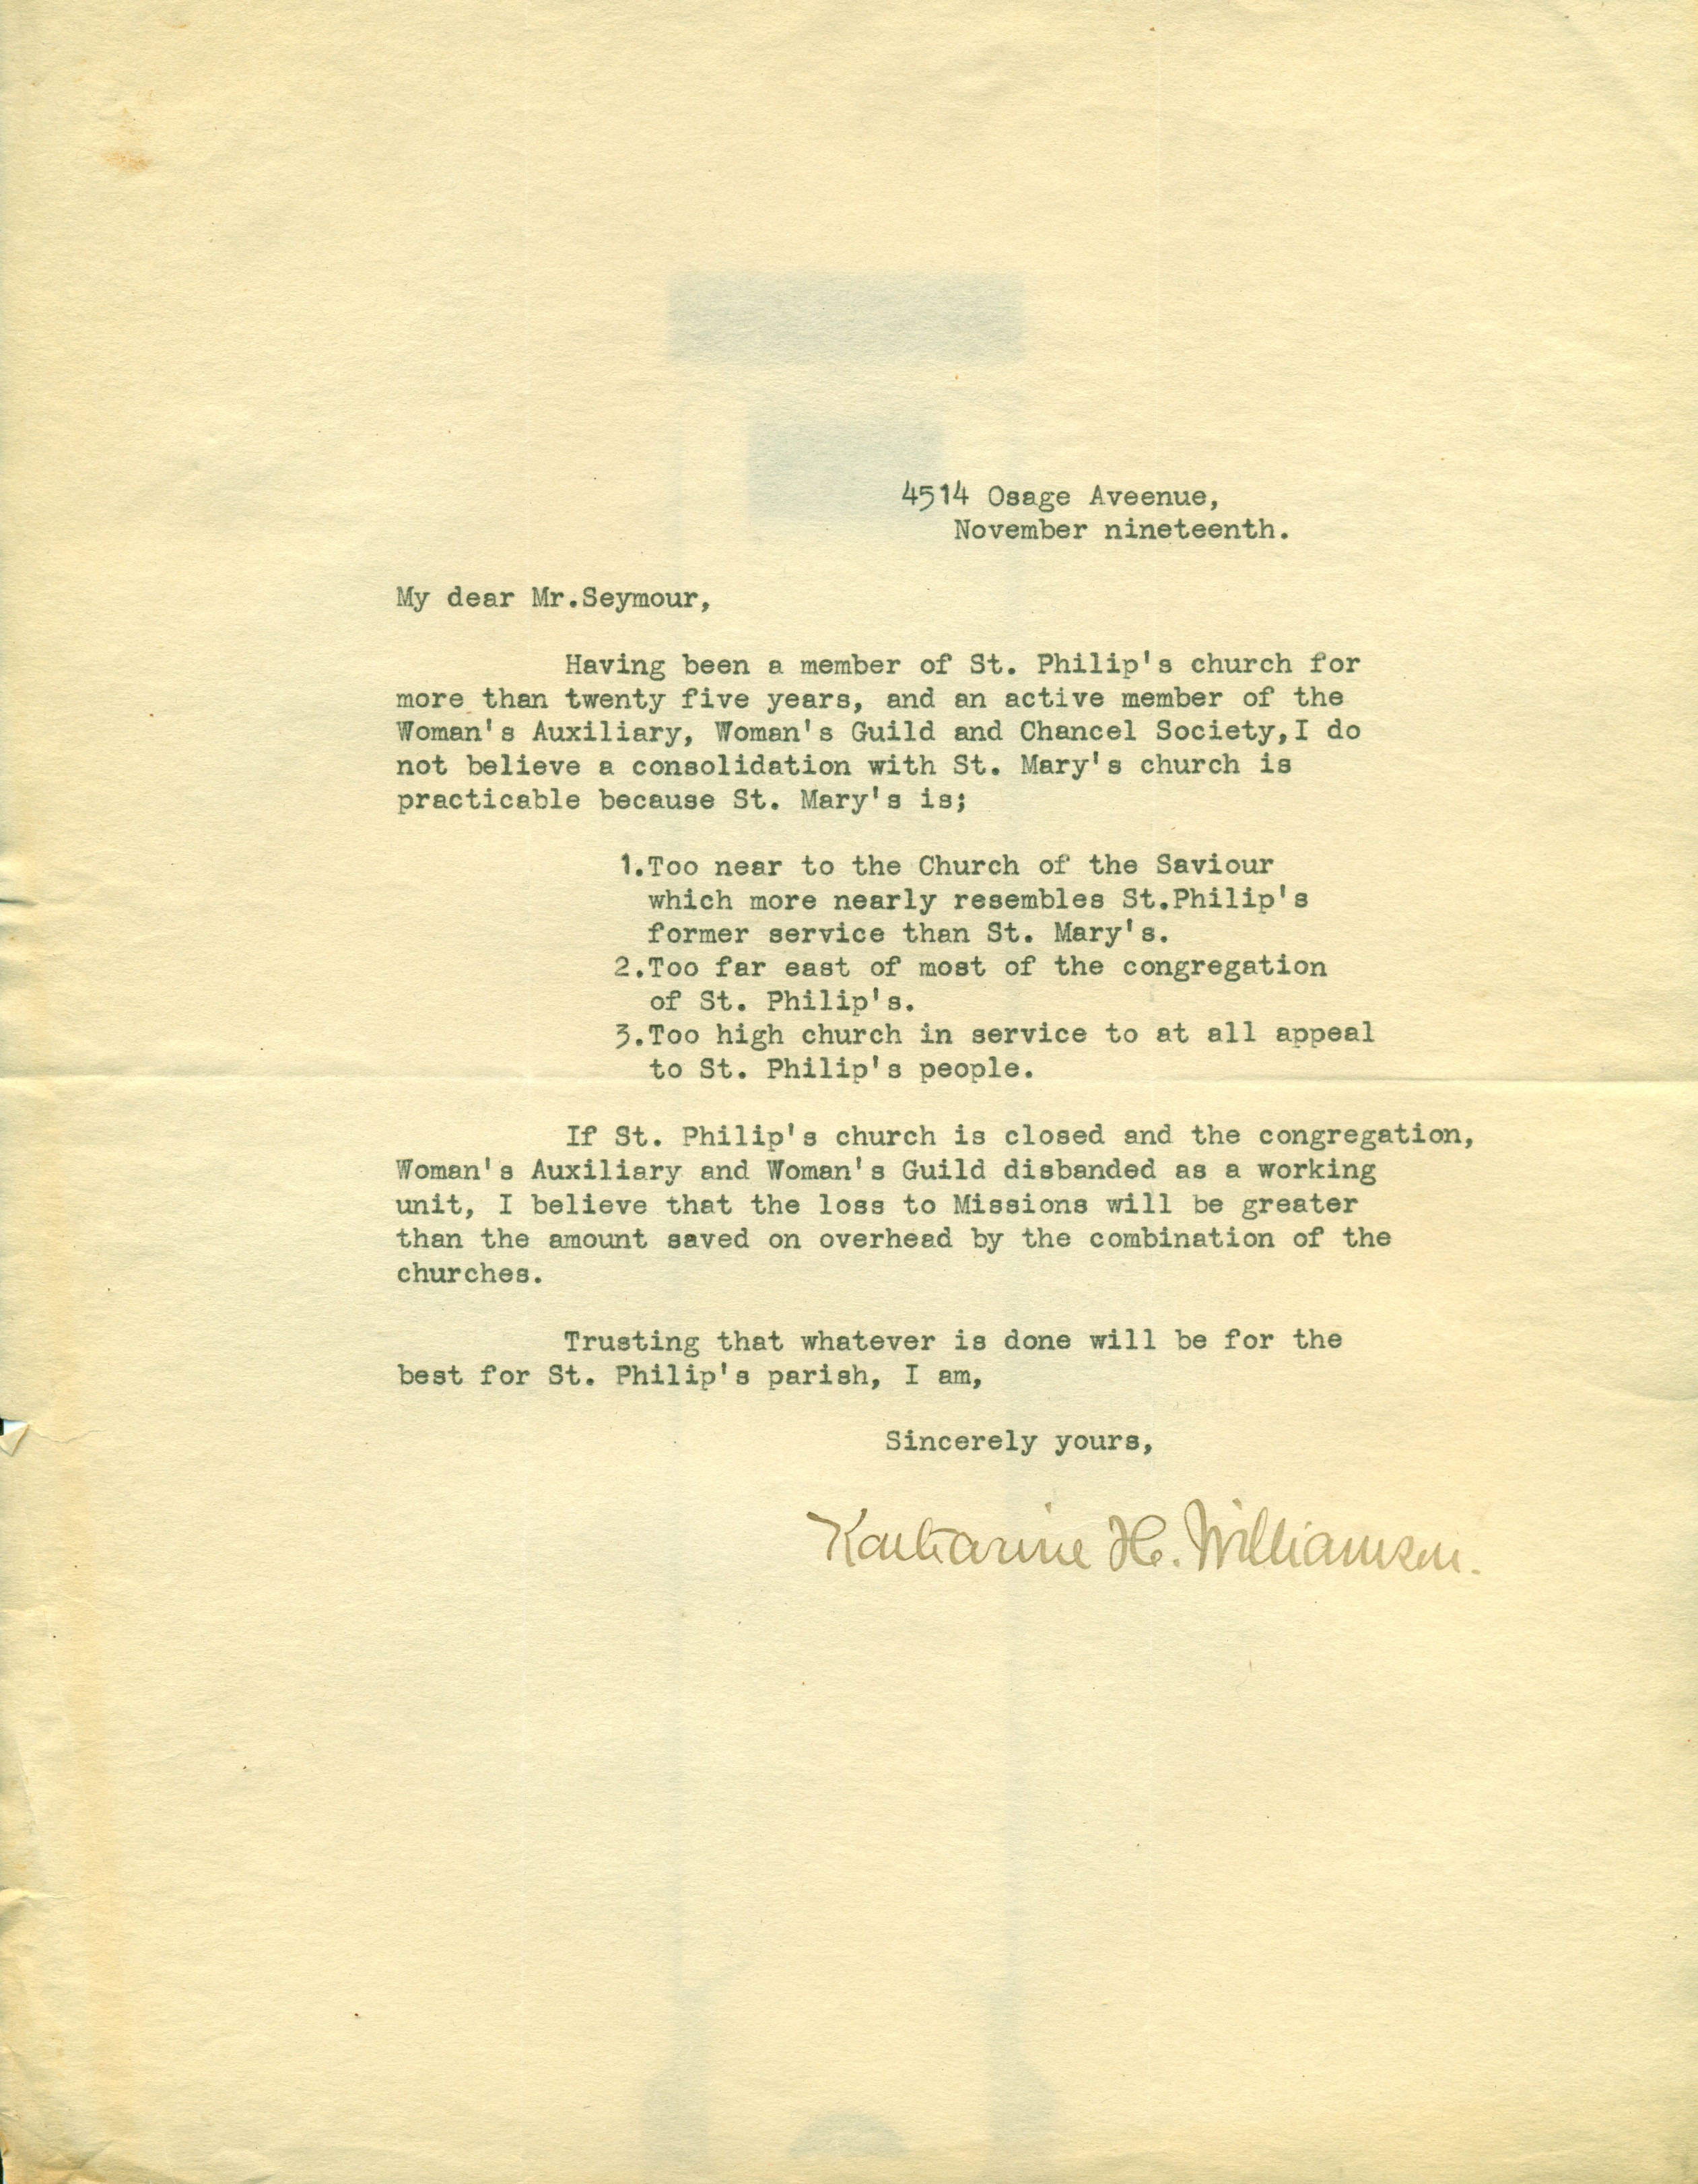 4514 Osage Aveenue,
November nineteenth.
My dear Mr.Seymour,
Having been a member of St. Philip's church for
more than twenty five years, and an active member of the
Woman's Auxiliary, Woman's Guild and Chancel Society,I do
not believe a consolidation with St. Mary's church is
practicable because St. Mary's is;
1.Too near to the Church of the Saviour
which more nearly resembles St.Philip's
former service than St. Mary's.
2.Too far east of most of the congregation
of St. Philip's.
3.Too high church in service to at all appeal
to St. Philip's people.
If St. Philip's church is closed and the congregation,
Woman's Auxiliary and Woman's Guild disbanded as a working
unit, I believe that the loss to Missions will be greater
than the amount saved on overhead by the combination of the
churches.
Trusting that whatever is done will be for the
best for St. Philip's parish, I am,
Sincerely yours,
Katharine H. Williamson.